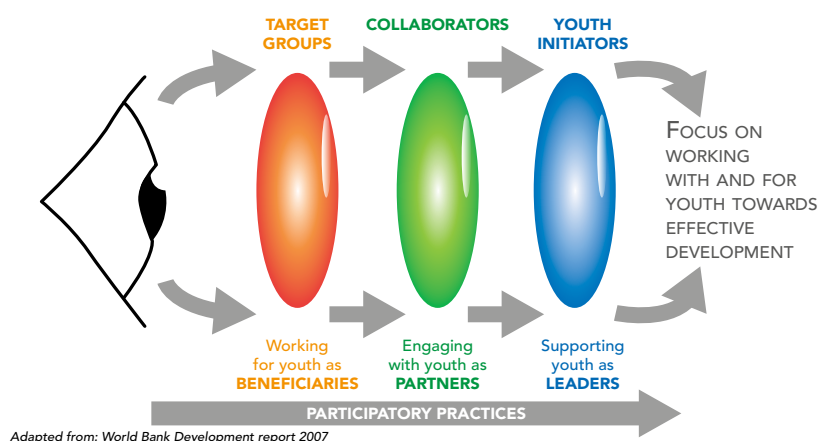 TARGET
GROUPS
COLLABORATORS
YOUTH
INITIATORS
FOCUS ON
WORKING
WITH AND FOR
YOUTH TOWARDS
EFFECTIVE
DEVELOPMENT
Working
for youth as
BENEFICIARIES
Engaging
with youth as
PARTNERS
Supporting
youth as
LEADERS
PARTICIPATORY PRACTICES
Adapted from: World Bank Development report 2007